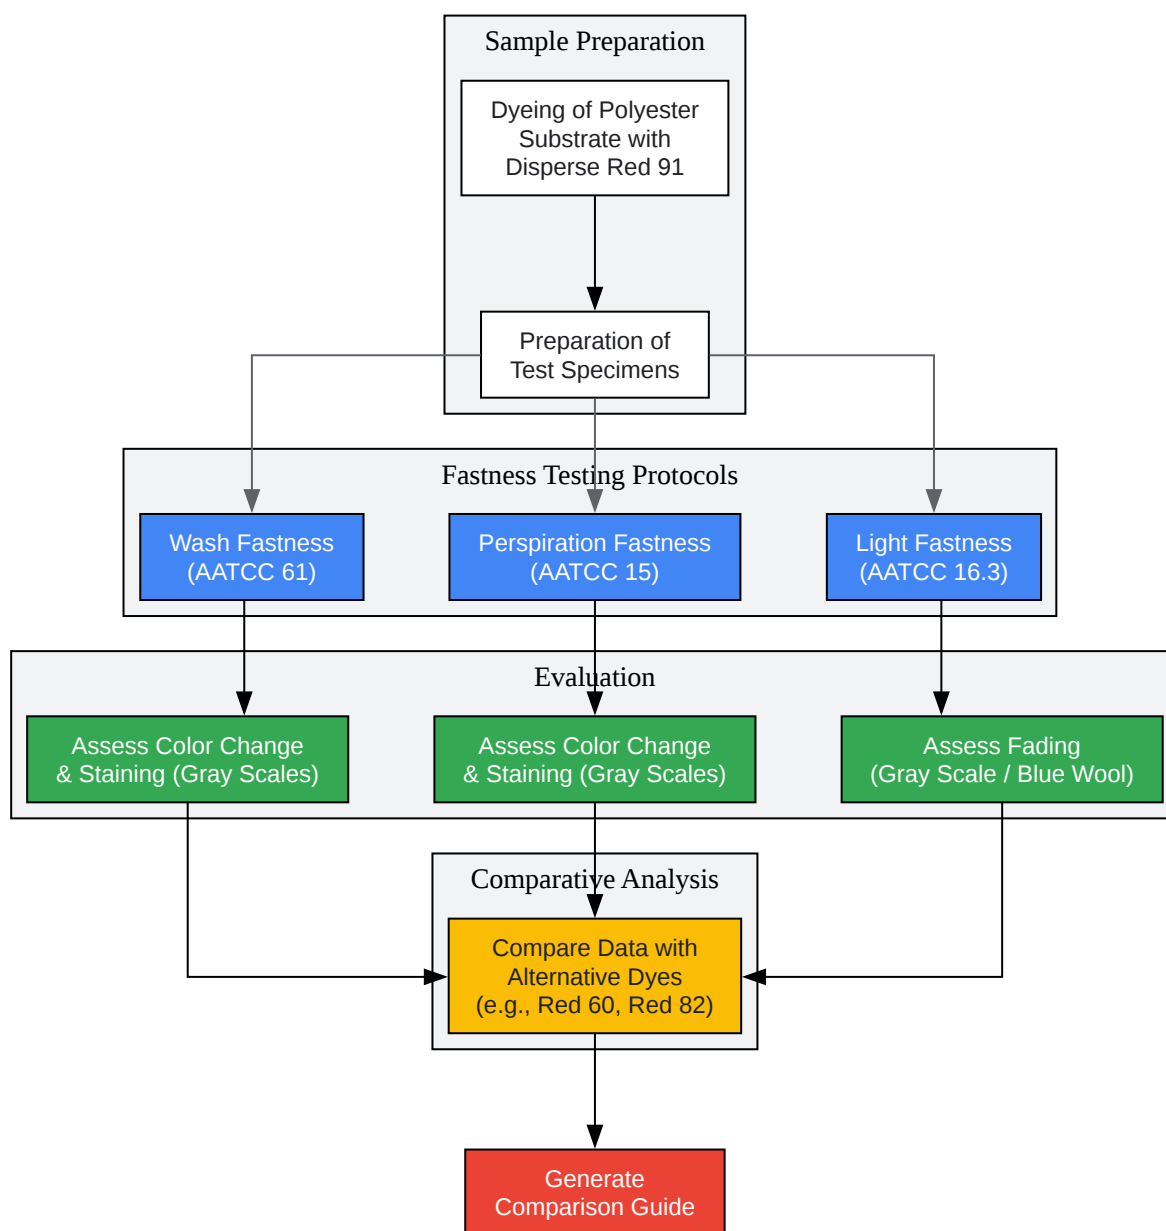 Sample Preparation
Dyeing of Polyester
Substrate with
Disperse Red 91
Preparation of
Test Specimens
Fastness Testing Protocols
Wash Fastness
(AATCC 61)
Perspiration Fastness
(AATCC 15)
Light Fastness
(AATCC 16.3)
Evaluation
Assess Color Change
& Staining (Gray Scales)
Assess Color Change
& Staining (Gray Scales)
Assess Fading
(Gray Scale / Blue Wool)
Comparative Analysis
Compare Data with
Alternative Dyes
(e.g., Red 60, Red 82)
Generate
Comparison Guide